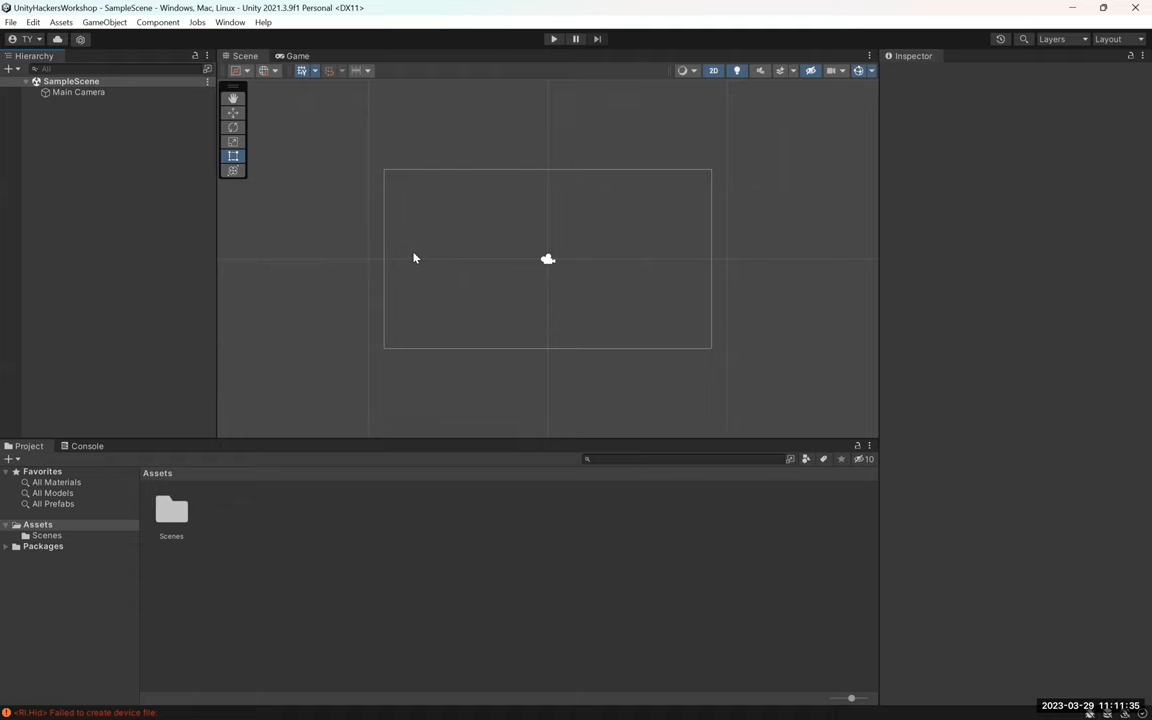 UnityHackersWorkshop - SampleScene - Windows, Mac, Linux - Unity 2021.3.9f1 Personal <DX11>
File Edit Assets GameObject Component Jobs Window Help
TY Layers Layout
Hierarchy
All
SampleScene
Main Camera
Scene Game
2D
Inspector
Project Console
10
Favorites
All Materials
All Models
All Prefabs
Assets
Scenes
Packages
Assets
Scenes
<RI.Hid> Failed to create device file:
2023-03-29 11:11:35